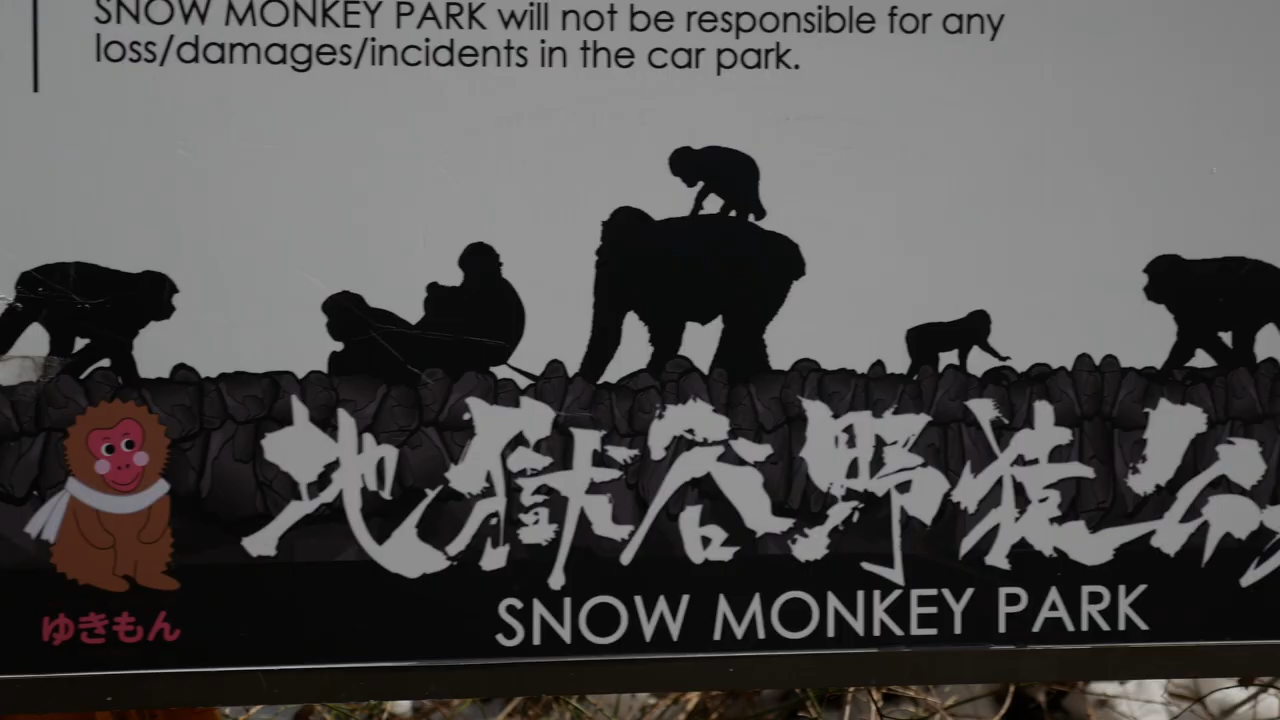 SNOW MONKEY PARK will not be responsible for any
loss/damages/incidents in the car park.
地獄谷野猿公
SNOW MONKEY PARK
ゆきもん